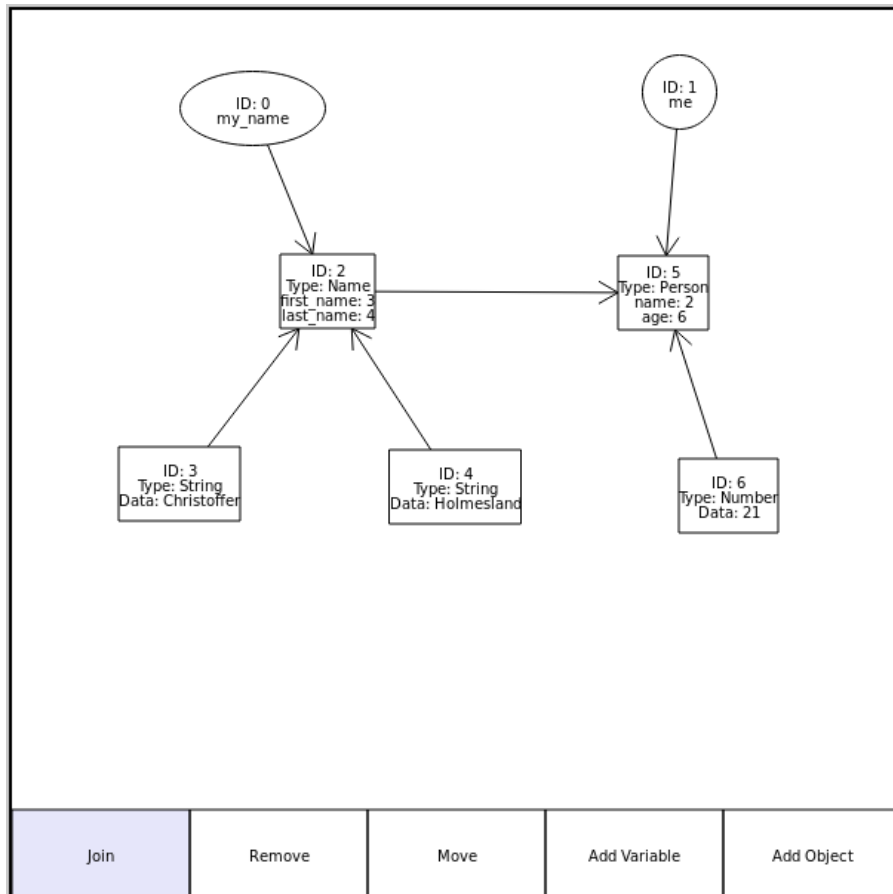 ID: 0
my_name
ID: 1
me
ID: 2
Type: Name
first_name: 3
last_name: 4
ID: 5
Type: Person
name: 2
age: 6
ID: 3
Type: String
Data: Christoffer
ID: 4
Type: String
Data: Holmesland
ID: 6
Type: Number
Data: 21
Join
Remove
Move
Add Variable
Add Object